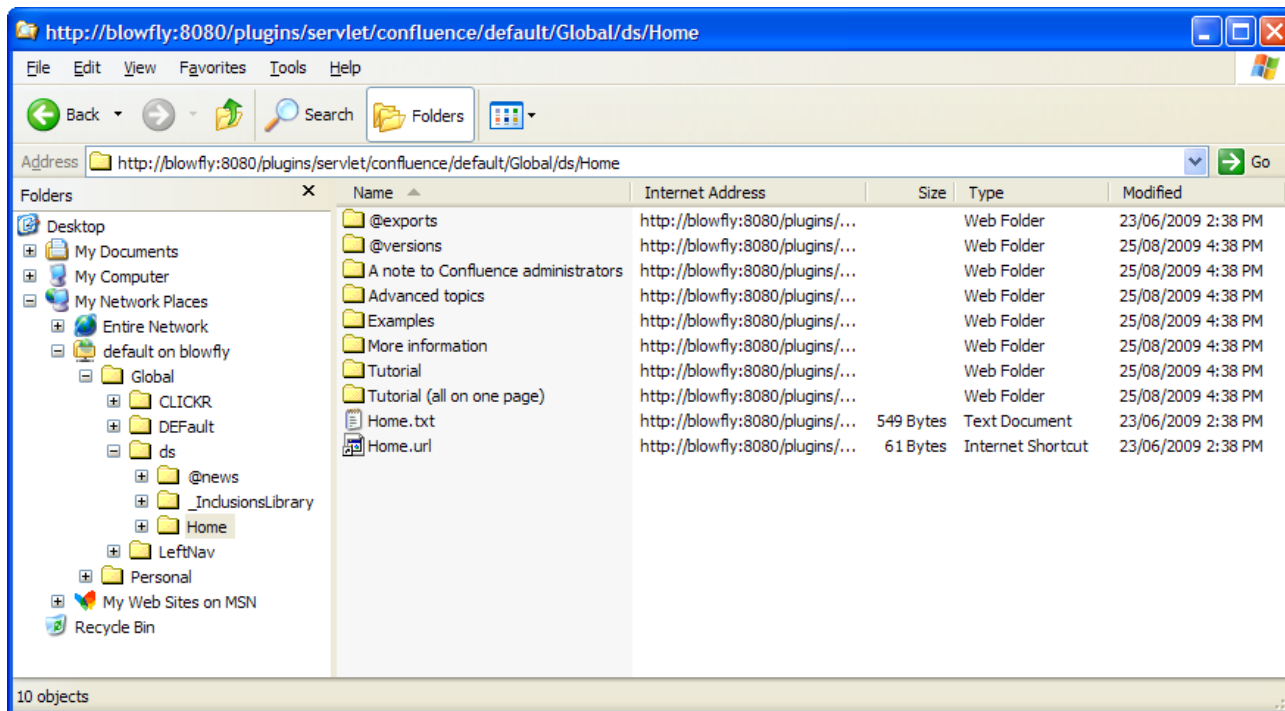 http://blowfly:8080/plugins/servlet/confluence/default/Global/ds/Home
File Edit View Favorites Tools Help
Back Search Folders
Address http://blowfly:8080/plugins/servlet/confluence/default/Global/ds/Home Go
Folders x
Desktop
My Documents
My Computer
My Network Places
Entire Network
default on blowfly
Global
CLICKR
DEFault
ds
@news
_InclusionsLibrary
Home
LeftNav
Personal
My Web Sites on MSN
Recycle Bin
Name Internet Address Size Type Modified
@exports http://blowfly:8080/plugins/... Web Folder 23/06/2009 2:38 PM
@versions http://blowfly:8080/plugins/... Web Folder 25/08/2009 4:38 PM
A note to Confluence administrators http://blowfly:8080/plugins/... Web Folder 25/08/2009 4:38 PM
Advanced topics http://blowfly:8080/plugins/... Web Folder 25/08/2009 4:38 PM
Examples http://blowfly:8080/plugins/... Web Folder 25/08/2009 4:38 PM
More information http://blowfly:8080/plugins/... Web Folder 25/08/2009 4:38 PM
Tutorial http://blowfly:8080/plugins/... Web Folder 25/08/2009 4:38 PM
Tutorial (all on one page) http://blowfly:8080/plugins/... Web Folder 25/08/2009 4:38 PM
Home.txt http://blowfly:8080/plugins/... 549 Bytes Text Document 23/06/2009 2:38 PM
Home.url http://blowfly:8080/plugins/... 61 Bytes Internet Shortcut 23/06/2009 2:38 PM
10 objects